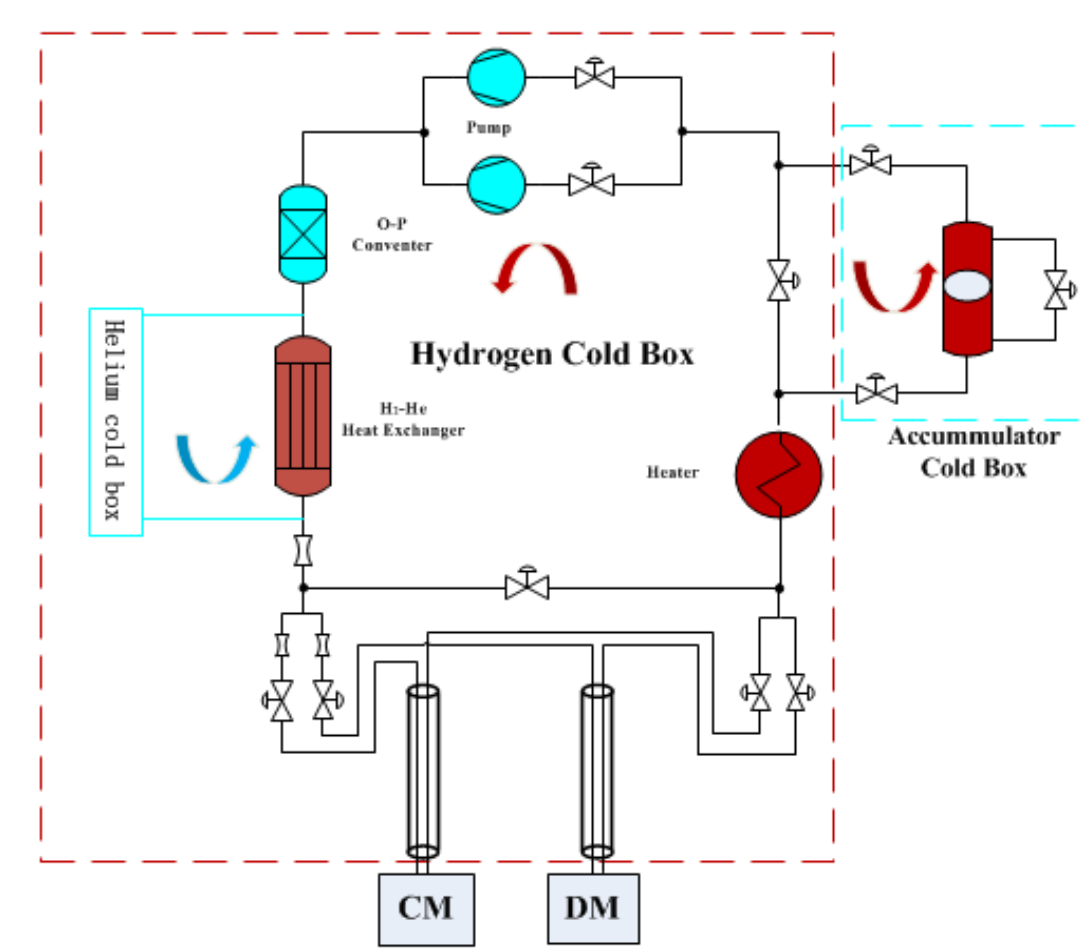 Pump
O-P
Conventer
Hydrogen Cold Box
Helium cold box
H₂-He
Heat Exchanger
Heater
Accummulator
Cold Box
CM
DM